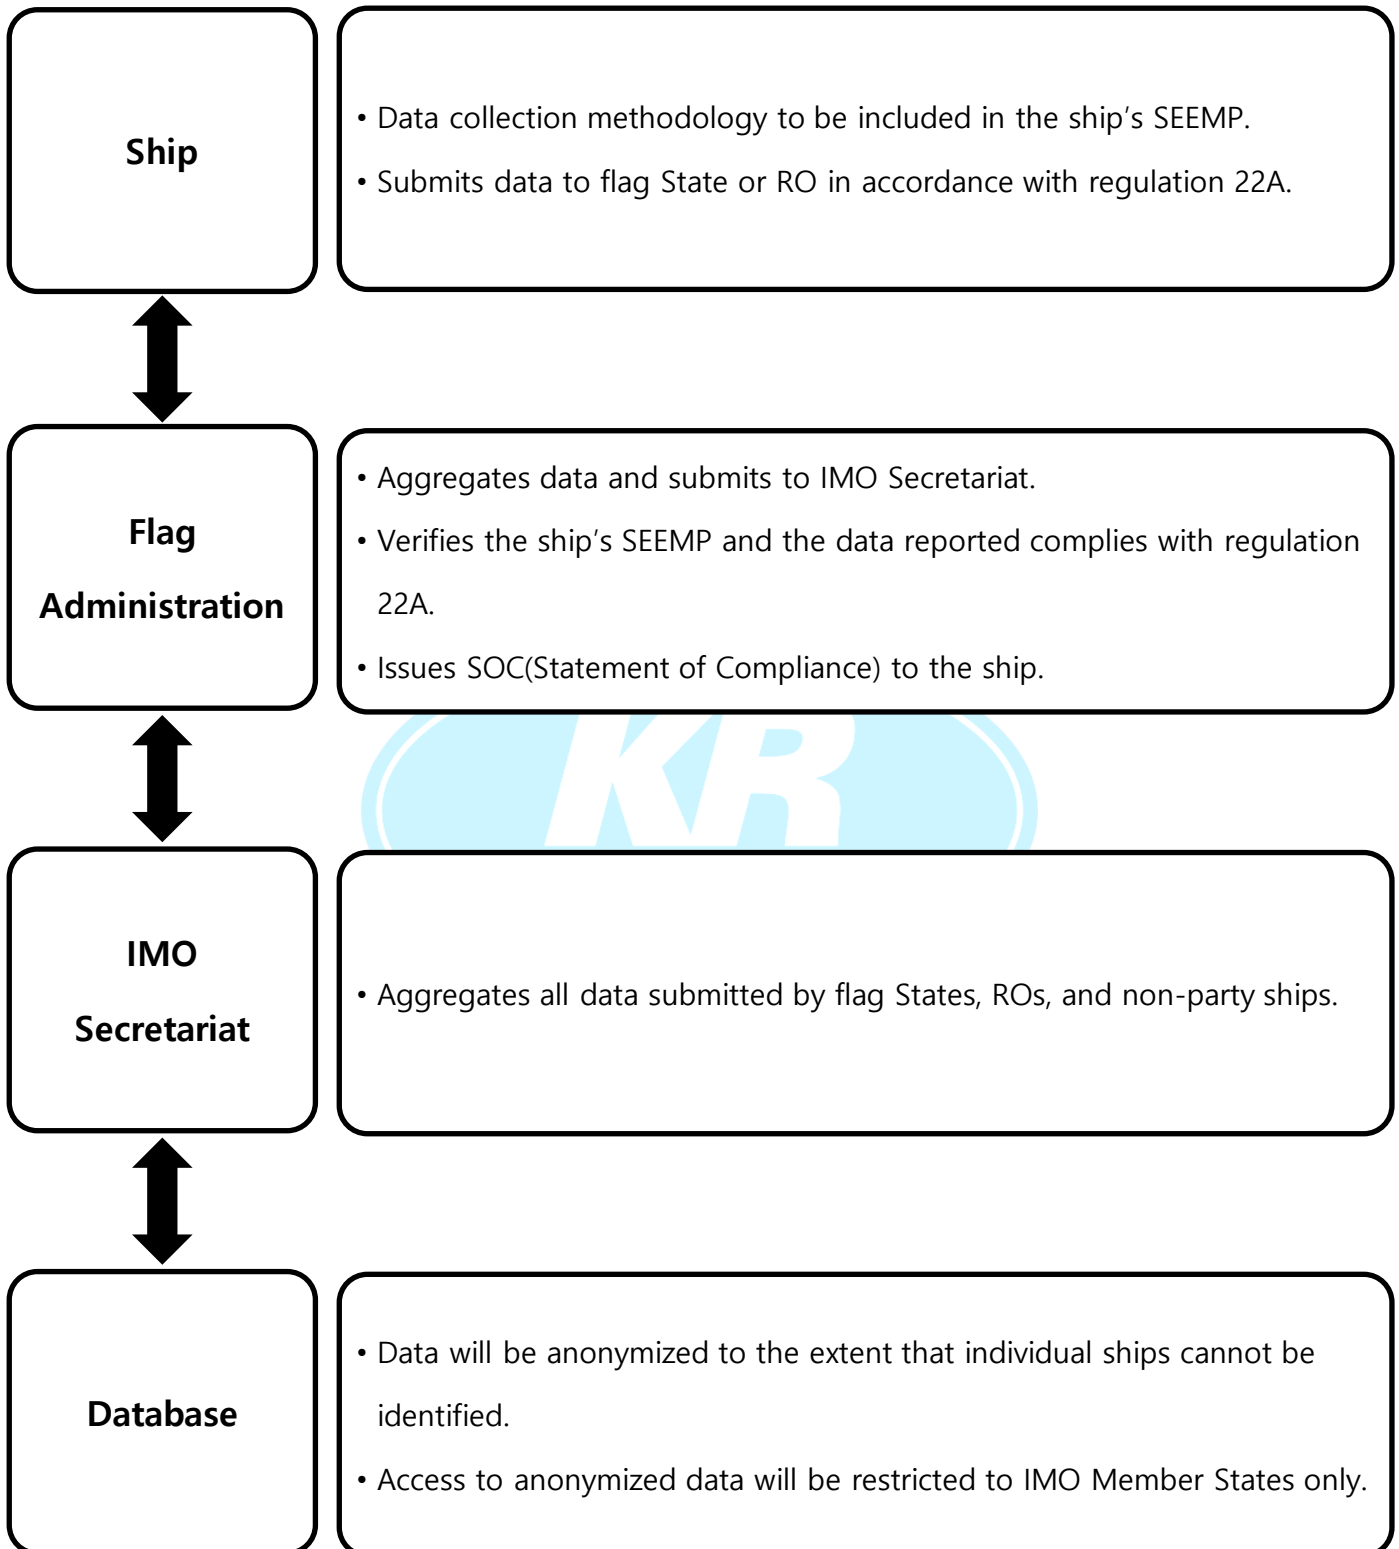 Ship
• Data collection methodology to be included in the ship’s SEEMP.
• Submits data to flag State or RO in accordance with regulation 22A.
Flag
Administration
• Aggregates data and submits to IMO Secretariat.
• Verifies the ship’s SEEMP and the data reported complies with regulation
22A.
• Issues SOC(Statement of Compliance) to the ship.
KR
IMO
Secretariat
• Aggregates all data submitted by flag States, ROs, and non-party ships.
Database
• Data will be anonymized to the extent that individual ships cannot be
identified.
• Access to anonymized data will be restricted to IMO Member States only.